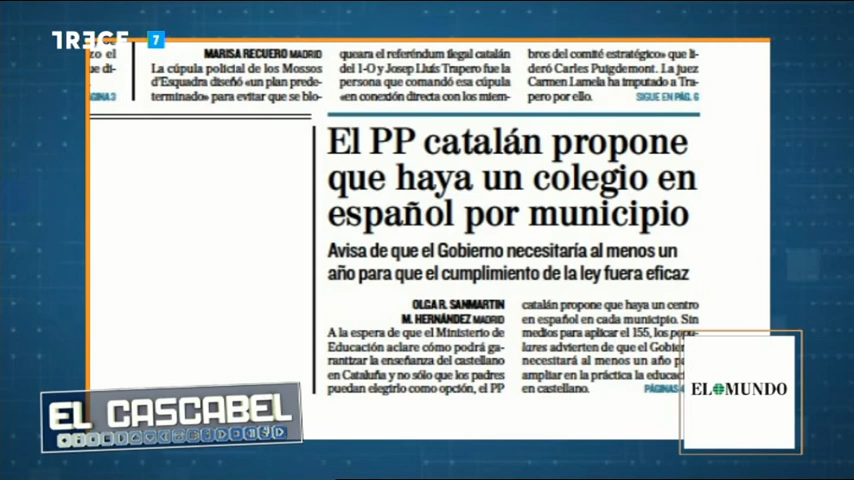 TRECE 7
zo el
ue di-
GINA 3
MARISA RECUERO MADRID
La cúpula policial de los Mossos
d'Esquadra diseñó «un plan prede-
terminado» para evitar que se blo-
queara el referéndum ilegal catalán
del 1-O y Josep Lluís Trapero fue la
persona que comandó esa cúpula
«en conexión directa con los miem-
bros del comité estratégico» que li-
deró Carles Puigdemont. La juez
Carmen Lamela ha imputado a Tra-
pero por ello. SIGUE EN PÁG. 6
El PP catalán propone
que haya un colegio en
español por municipio
Avisa de que el Gobierno necesitaría al menos un
año para que el cumplimiento de la ley fuera eficaz
OLGA R. SANMARTIN
M. HERNÁNDEZ MADRID
A la espera de que el Ministerio de
Educación aclare cómo podrá ga-
rantizar la enseñanza del castellano
en Cataluña y no sólo que los padres
puedan elegirlo como opción, el PP
catalán propone que haya un centro
en español en cada municipio. Sin
medios para aplicar el 155, los popu-
lares advierten de que el Gobier
necesitará al menos un año pa
ampliar en la práctica la educac
en castellano. PÁGINAS 4
EL CASCABEL
EL MUNDO